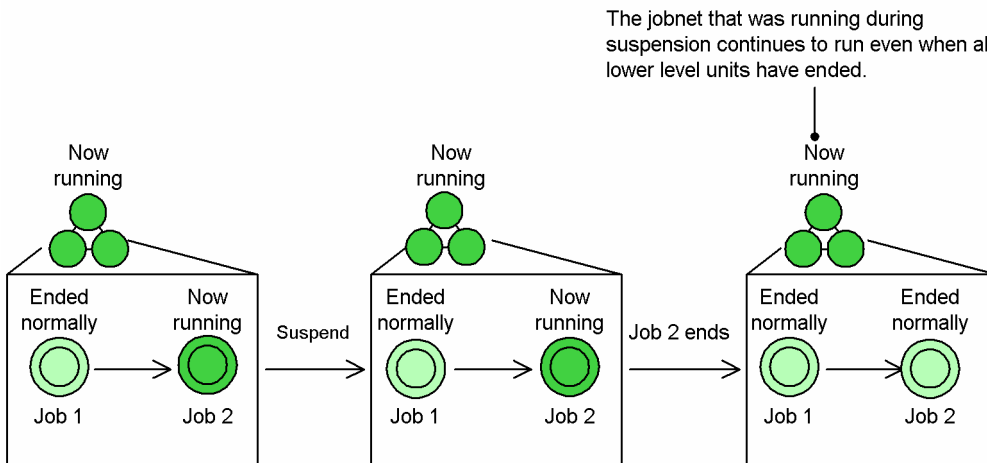 The jobnet that was running during
suspension continues to run even when al
lower level units have ended.
Now
running
Now
running
Now
running
Ended
normally
Now
running
Job 1
Job 2
Suspend
Ended
normally
Now
running
Job 1
Job 2
Job 2 ends
Ended
normally
Ended
normally
Job 1
Job 2